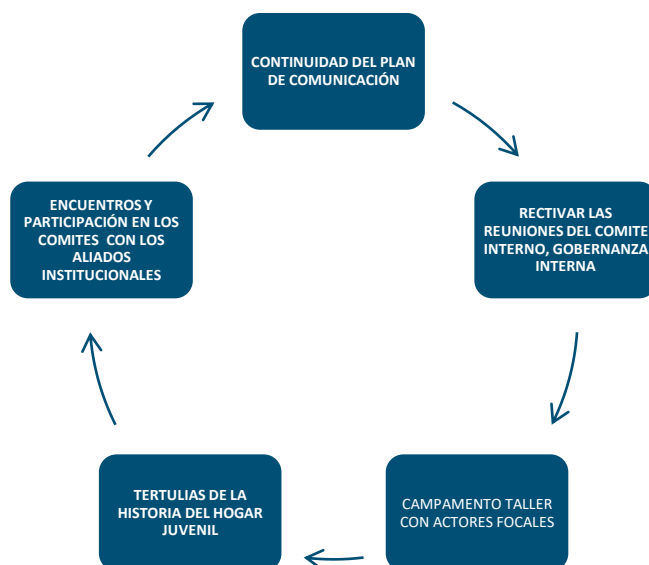 CONTINUIDAD DEL PLAN
DE COMUNICACIÓN
RECTIVAR LAS
REUNIONES DEL COMITE
INTERNO, GOBERNANZA
INTERNA
CAMPAMENTO TALLER
CON ACTORES FOCALES
TERTULIAS DE LA
HISTORIA DEL HOGAR
JUVENIL
ENCUENTROS Y
PARTICIPACIÓN EN LOS
COMITES CON LOS
ALIADOS
INSTITUCIONALES